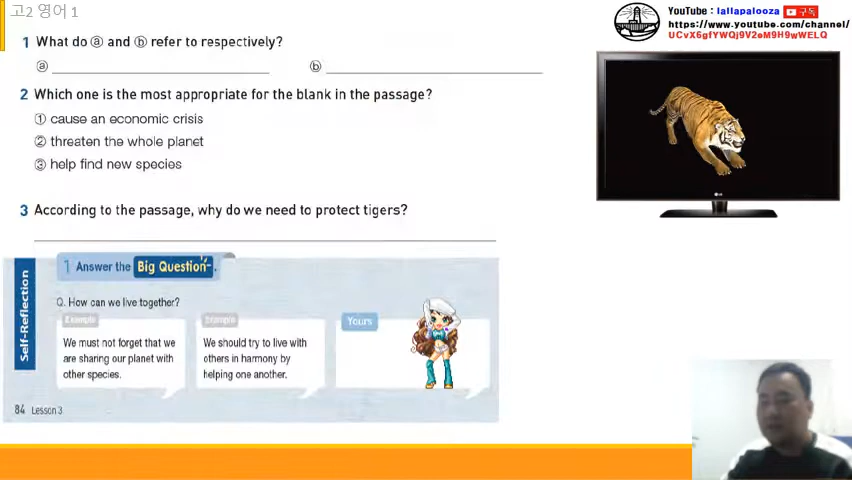 고2 영어 1
YouTube : lallapalooza 구독
https://www.youtube.com/channel/
UCvX6gfYWQj9V2eM9H9wWELQ
1 What do ⓐ and ⓑ refer to respectively?
ⓐ ⓑ
2 Which one is the most appropriate for the blank in the passage?
① cause an economic crisis
② threaten the whole planet
③ help find new species
3 According to the passage, why do we need to protect tigers?
LG
Self-Reflection
1 Answer the Big Question.
Q. How can we live together?
Example
We must not forget that we
are sharing our planet with
other species.
Example
We should try to live with
others in harmony by
helping one another.
Yours
84 Lesson 3